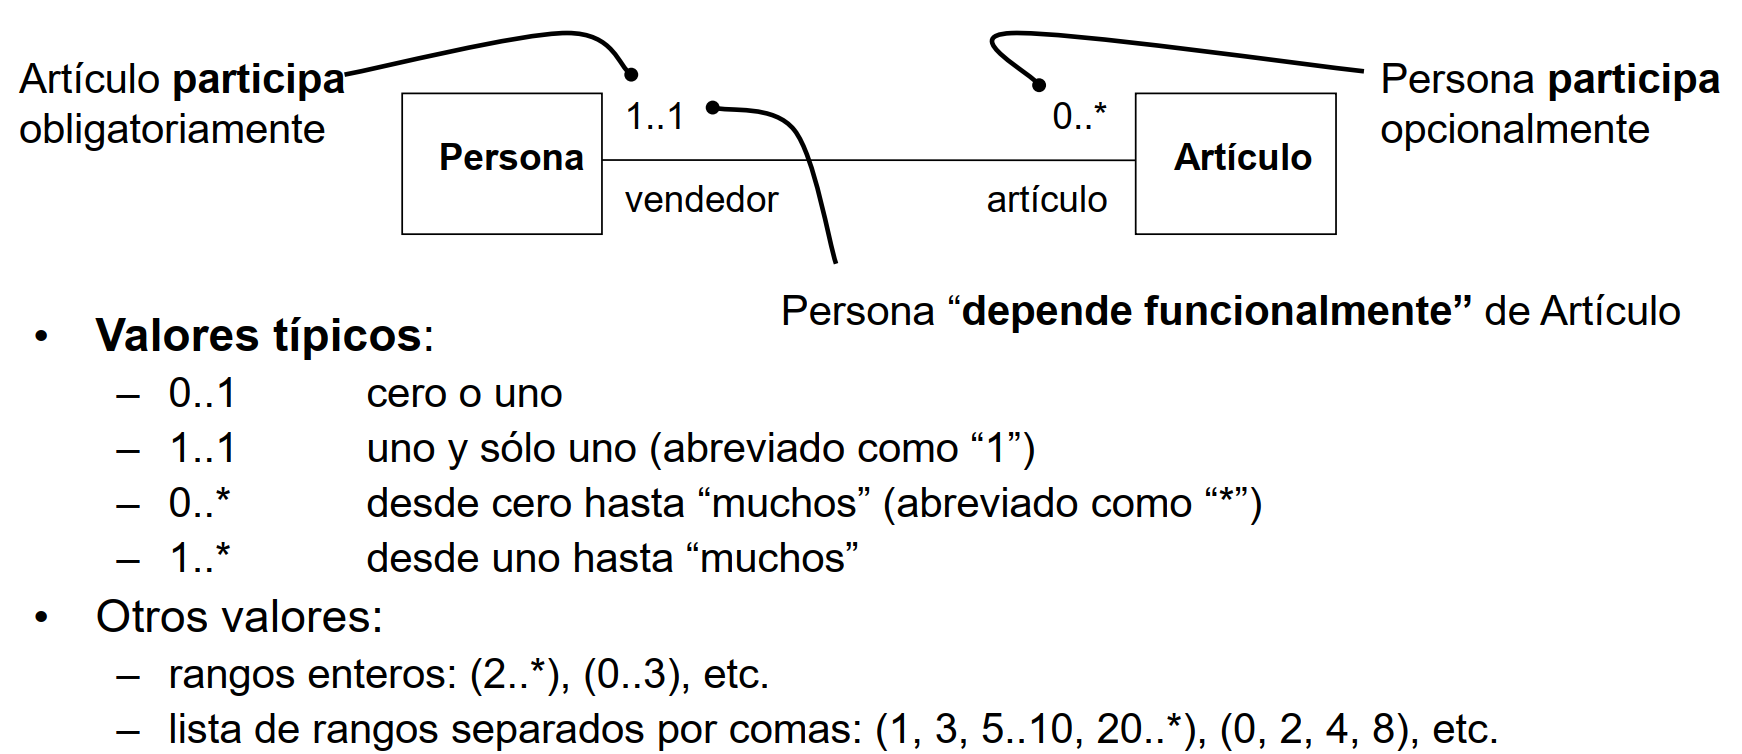 Artículo participa
obligatoriamente
1..1
0..*
Persona participa
opcionalmente
Persona
Artículo
vendedor
artículo
Persona “depende funcionalmente” de Artículo
• Valores típicos:
– 0..1 cero o uno
– 1..1 uno y sólo uno (abreviado como “1”)
– 0..* desde cero hasta “muchos” (abreviado como “*”)
– 1..* desde uno hasta “muchos”
• Otros valores:
– rangos enteros: (2..*), (0..3), etc.
– lista de rangos separados por comas: (1, 3, 5..10, 20..*), (0, 2, 4, 8), etc.